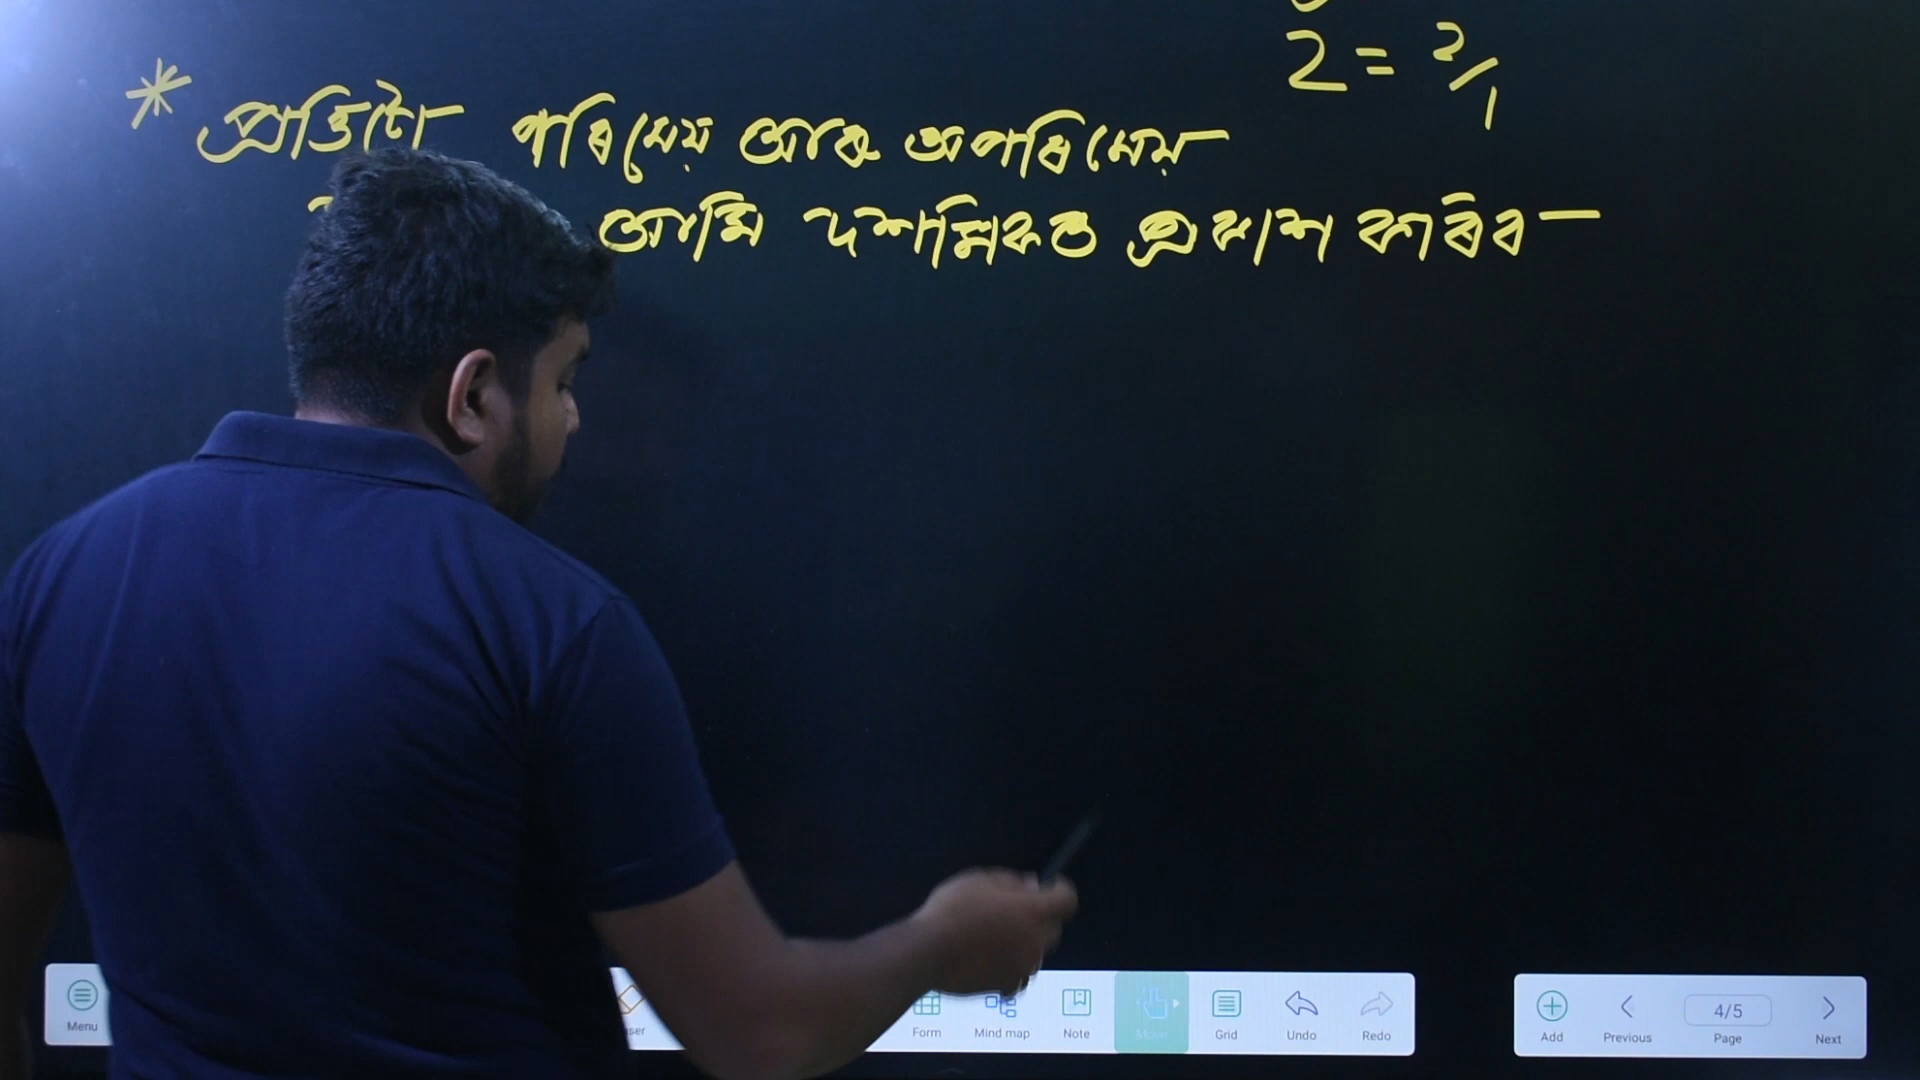 2 = 2/1
* প্ৰতিটো পৰিমেয় আৰু অপৰিমেয়
আমি দশমিকত প্ৰকাশ কৰিব —
Menu
Form Mind map Note Move Grid Undo Redo
Add Previous 4/5 Page Next